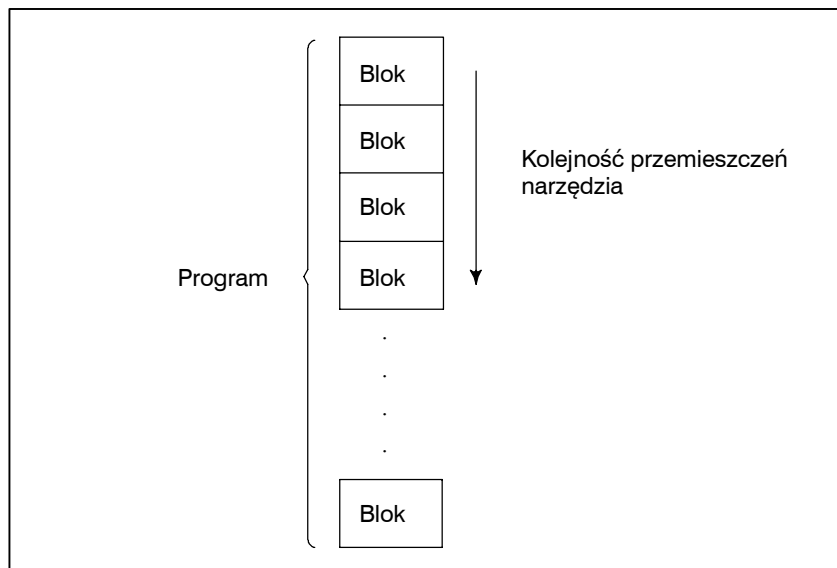 Blok
Blok
Kolejność przemieszczeń
narzędzia
Blok
Program
Blok
.
.
.
.
Blok